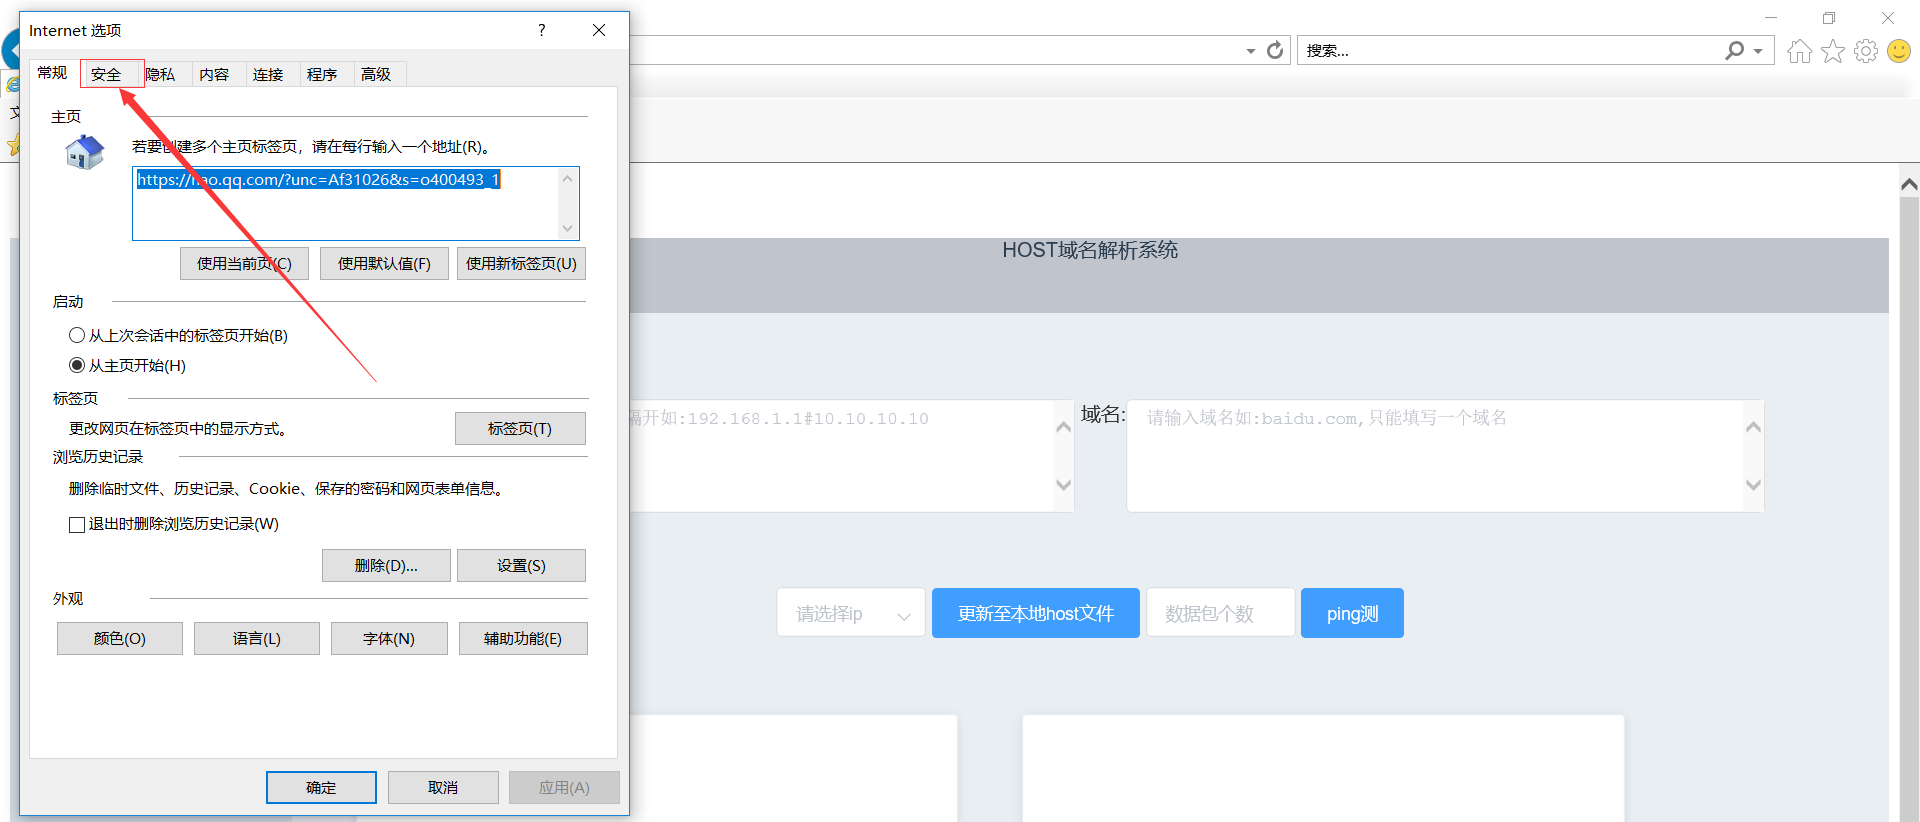 Internet 选项
?
常规 安全 隐私 内容 连接 程序 高级
主页
若要创建多个主页标签页，请在每行输入一个地址(R)。
https://hao.qq.com/?unc=Af31026&s=o400493_1
使用当前页(C) 使用默认值(F) 使用新标签页(U)
启动
从上次会话中的标签页开始(B)
从主页开始(H)
标签页
更改网页在标签页中的显示方式。 标签页(T)
浏览历史记录
删除临时文件、历史记录、Cookie、保存的密码和网页表单信息。
退出时删除浏览历史记录(W)
删除(D)... 设置(S)
外观
颜色(O) 语言(L) 字体(N) 辅助功能(E)
确定 取消 应用(A)
搜索...
HOST域名解析系统
隔开如:192.168.1.1#10.10.10.10
域名: 请输入域名如:baidu.com,只能填写一个域名
请选择ip 更新至本地host文件 数据包个数 ping测